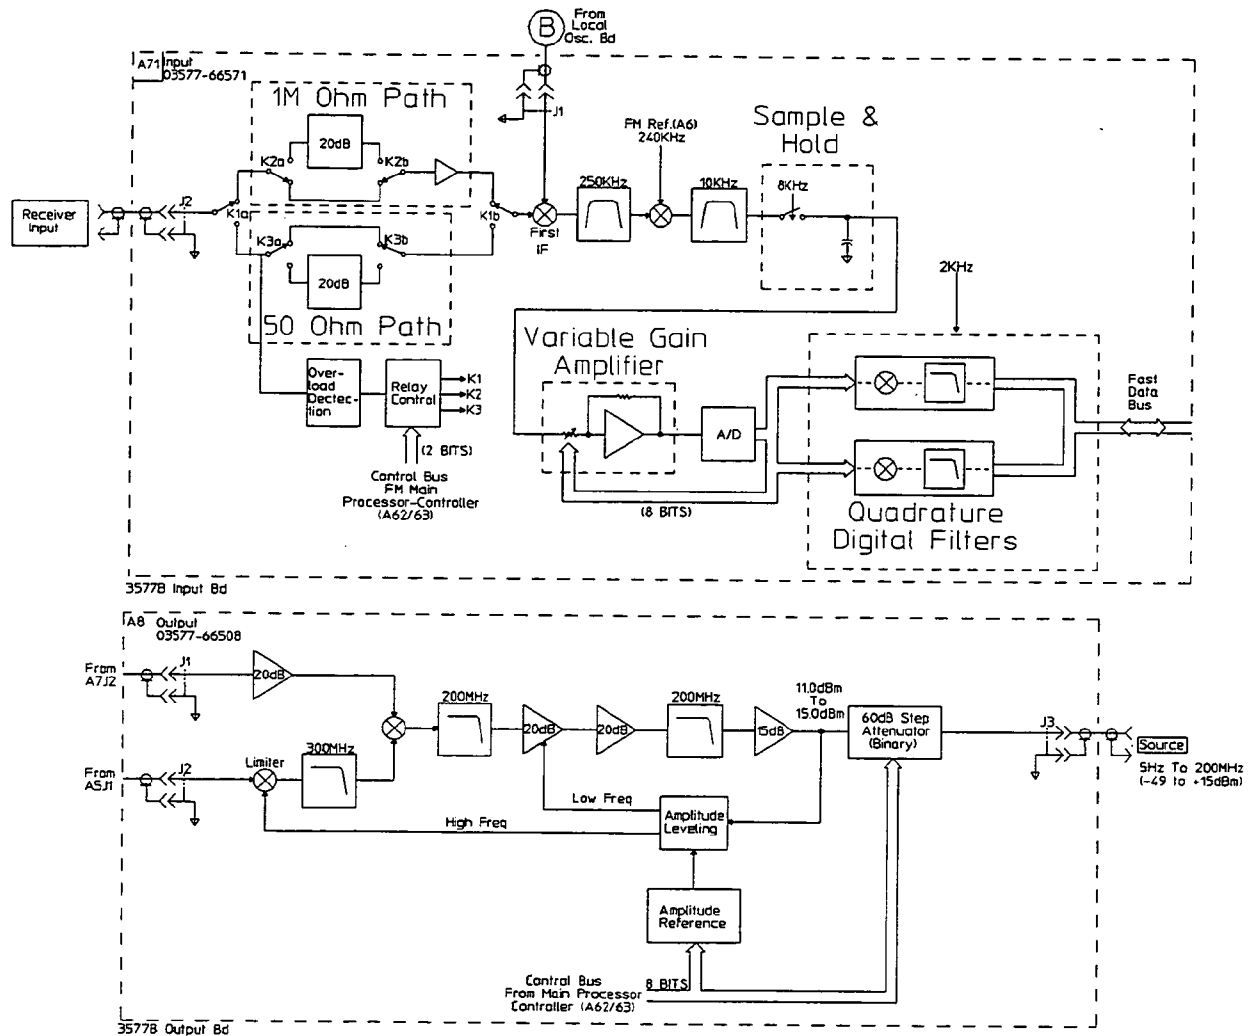 B
From
Local
Osc. Bd
A71
Input
03577-66571
1M Ohm Path
20dB
K2a
K2b
J1
FM Ref.(A6)
240KHz
Sample &
Hold
Receiver
Input
J2
K1a
K1b
First
IF
250KHz
10KHz
8KHz
K3a
K3b
20dB
50 Ohm Path
2KHz
Over-
load
Dectec-
tion
Relay
Control
K1
K2
K3
(2 BITS)
Control Bus
FM Main
Processor-Controller
(A62/63)
Variable Gain
Amplifier
A/D
(8 BITS)
Fast
Data
Bus
Quadrature
Digital Filters
35778 Input Bd
A8 Output
03577-66508
From
A7J2
J1
20dB
200MHz
20dB
20dB
200MHz
15dB
11.0dBm
To
15.0dBm
60dB Step
Attenuator
(Binary)
J3
Source
5Hz To 200MHz
(-49 to +15dBm)
From
A5J1
J2
Limiter
300MHz
Low Freq
High Freq
Amplitude
Leveling
Amplitude
Reference
Control Bus
From Main Processor
Controller (A62/63)
8 BITS
3577B Output Bd